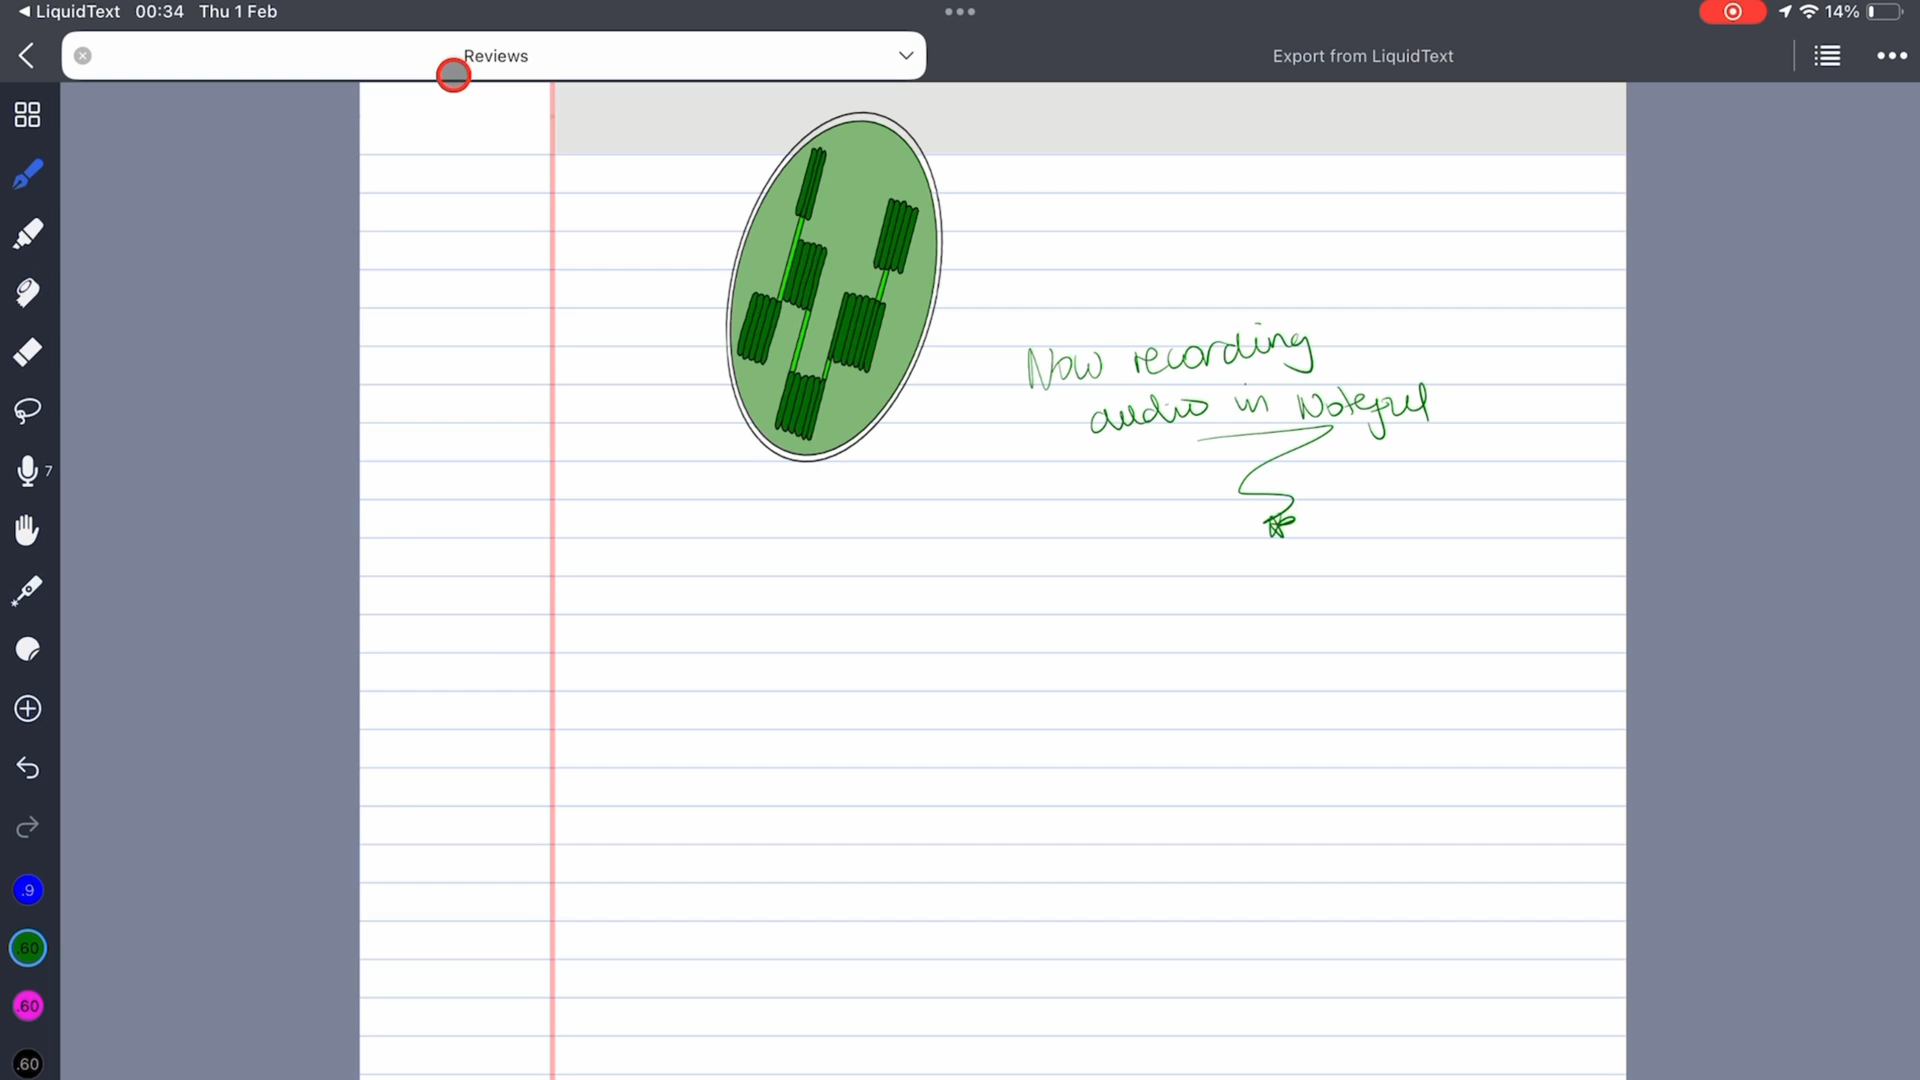 LiquidText 00:34 Thu 1 Feb
14%
Reviews
Export from LiquidText
7
Now recording
audio in
.9
.60
.60
.60